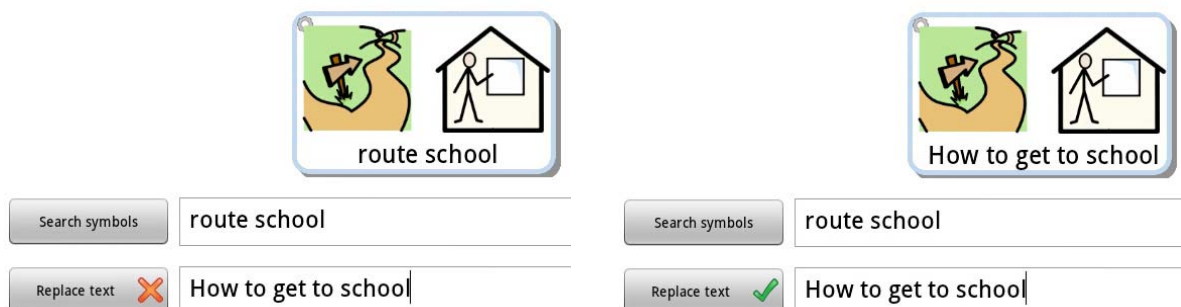 route school
Search symbols route school
Replace text How to get to school
How to get to school
Search symbols route school
Replace text How to get to school